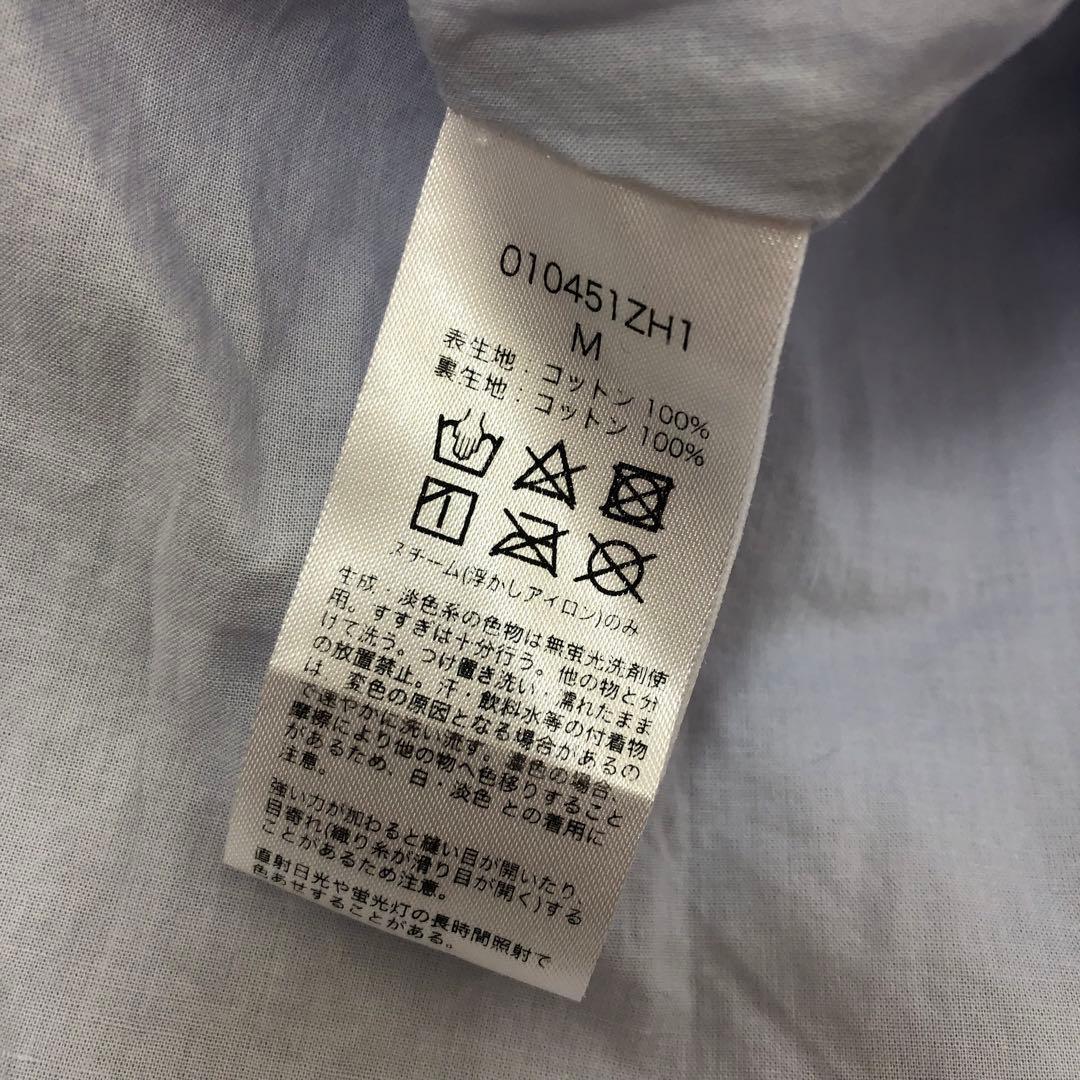 010451ZH1
M
表生地：コットン 100%
裏生地：コットン 100%
スチーム(浮かしアイロン)のみ
生成・淡色系の色物は無蛍光洗剤使
用。すすぎは十分行う。他の物と分
けて洗う。つけ置き洗い・濡れたまま
の放置禁止。汗・飲料水等の付着物
は、変色の原因となる場合があるの
で速やかに洗い流す。濃色の場合、
摩擦により他の物へ色移りすること
があるため、白・淡色 との着用に
注意。
強い力が加わると縫い目が開いたり、
目寄れ(織り糸が滑り目が開く)する
ことがあるため注意。
直射日光や蛍光灯の長時間照射で
色あせすることがある。